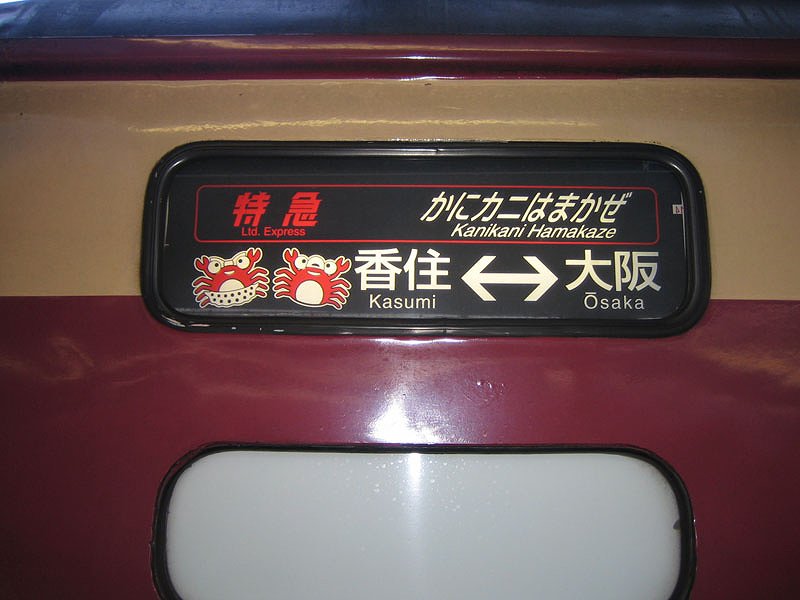 特急 かにカニはまかぜ
Ltd. Express Kanikani Hamakaze
香住 ↔ 大阪
Kasumi Ōsaka